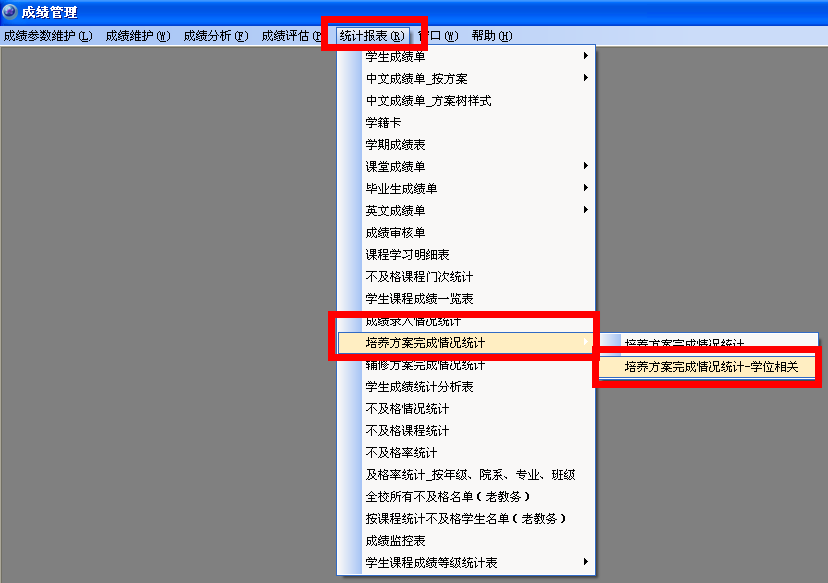 成绩管理
成绩参数维护(L) 成绩维护(W) 成绩分析(F) 成绩评估(P 统计报表(R) 窗口(W) 帮助(H)
学生成绩单
中文成绩单_按方案
中文成绩单_方案树样式
学籍卡
学期成绩表
课堂成绩单
毕业生成绩单
英文成绩单
成绩审核单
课程学习明细表
不及格课程门次统计
学生课程成绩一览表
成绩录入情况统计
培养方案完成情况统计
培养方案完成情况统计
培养方案完成情况统计-学位相关
辅修方案完成情况统计
学生成绩统计分析表
不及格情况统计
不及格课程统计
不及格率统计
及格率统计_按年级、院系、专业、班级
全校所有不及格名单(老教务)
按课程统计不及格学生名单(老教务)
成绩监控表
学生课程成绩等级统计表